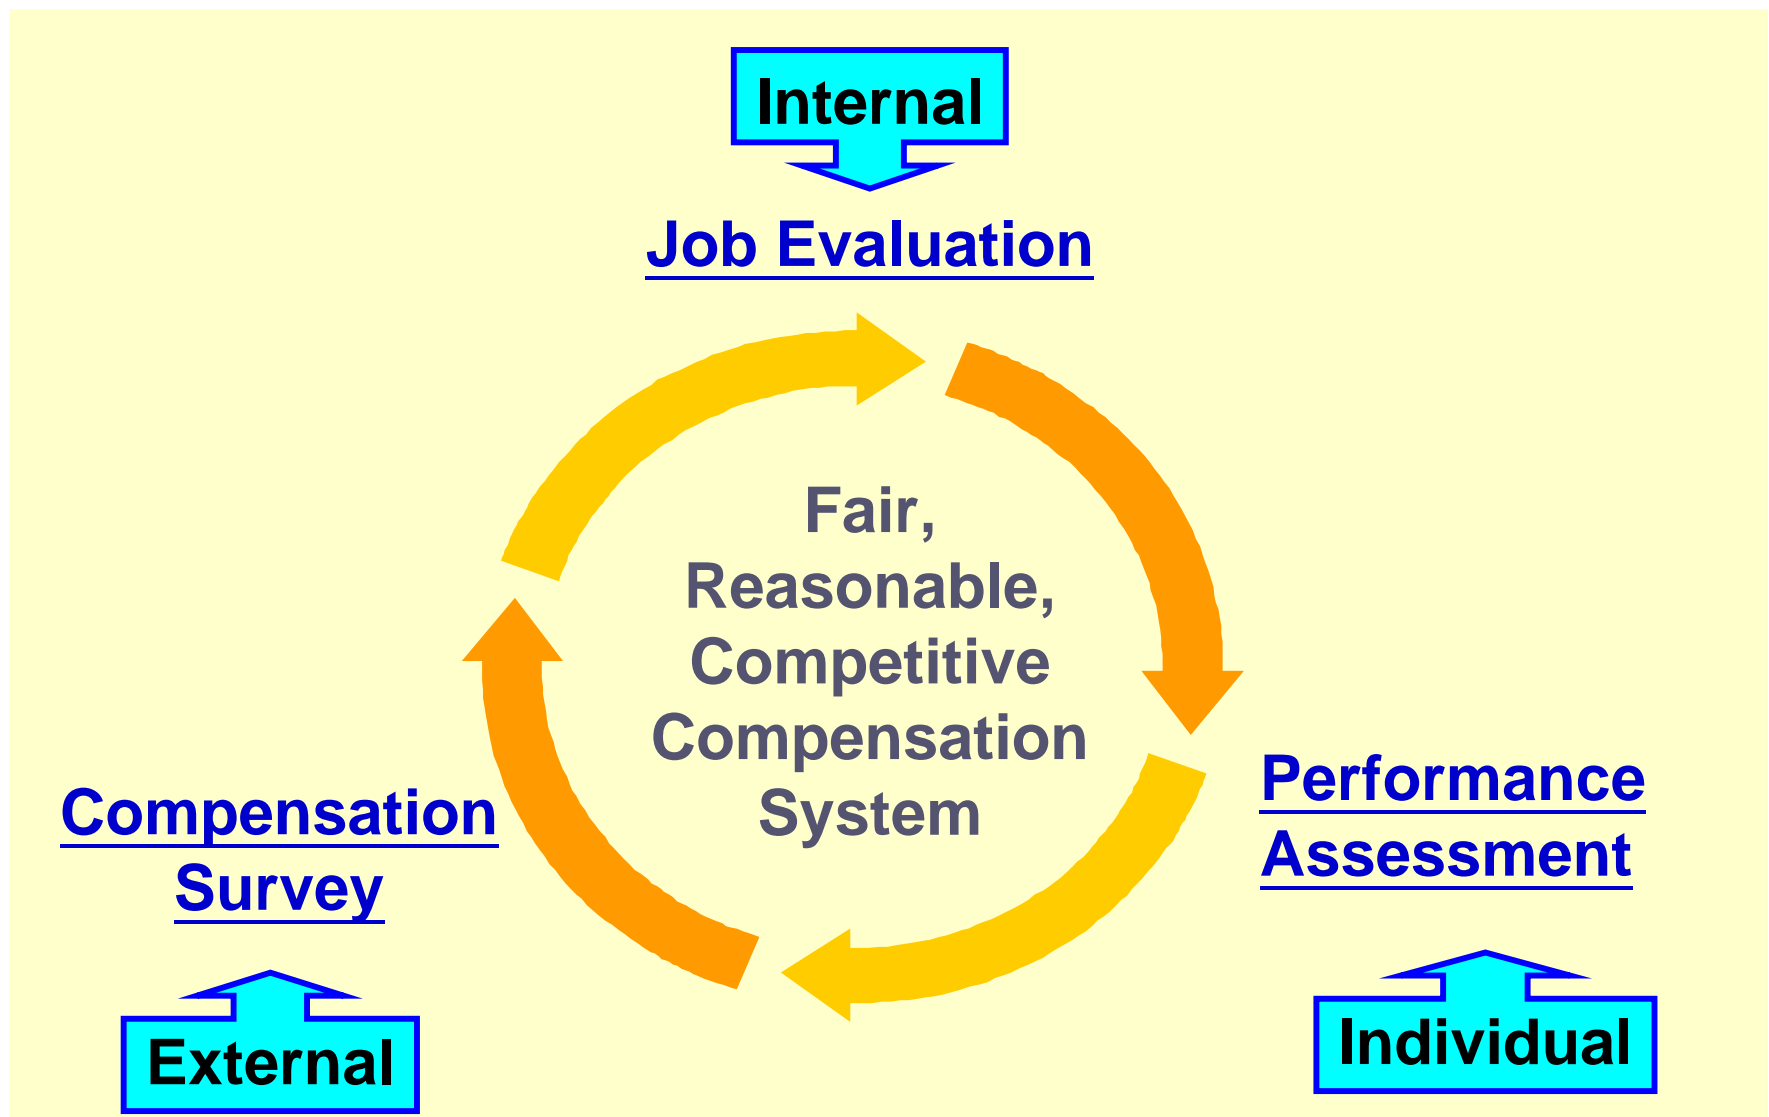 Internal
Job Evaluation
Fair,
Reasonable,
Competitive
Compensation
System
Performance
Assessment
Compensation
Survey
External
Individual